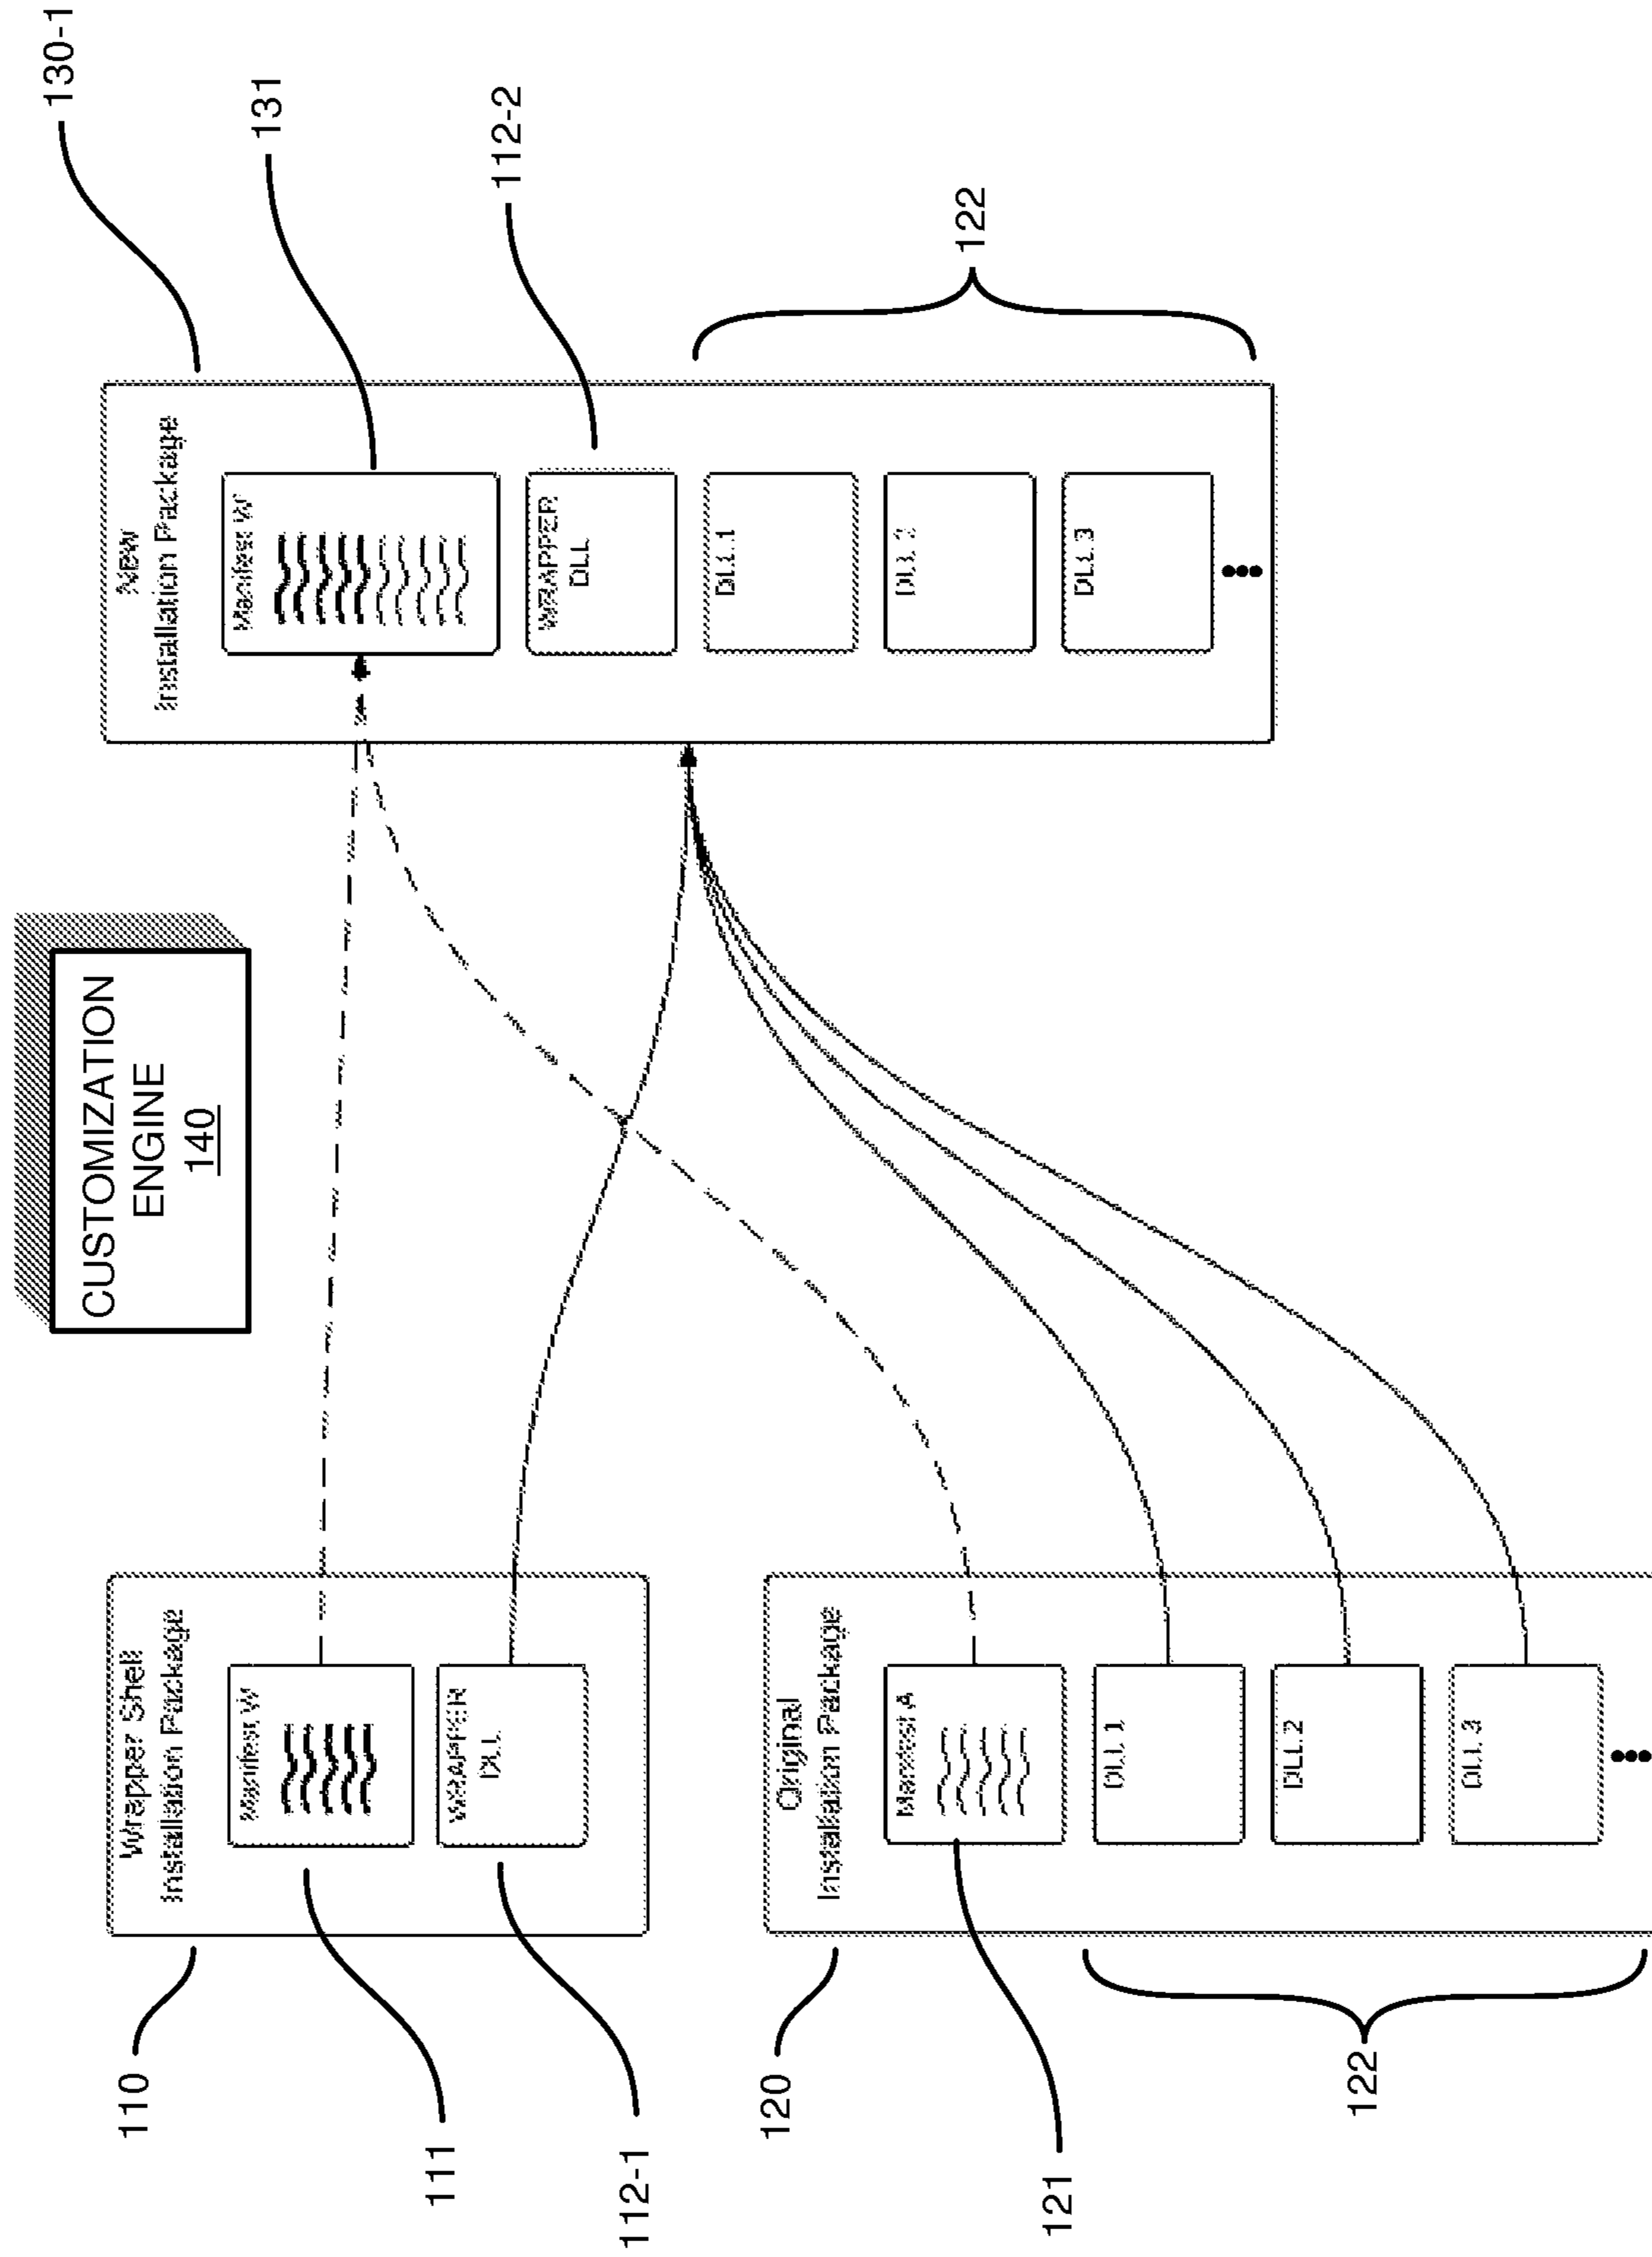 CUSTOMIZATION
ENGINE
140
110
Wrapper Shell
Installation Package
111
Manifest W
112-1
WRAPPER
DLL
120
Original
Installation Package
121
Manifest A
122
DLL 1
DLL 2
DLL 3
130-1
New
Installation Package
131
Manifest W
112-2
WRAPPER
DLL
122
DLL 1
DLL 2
DLL 3